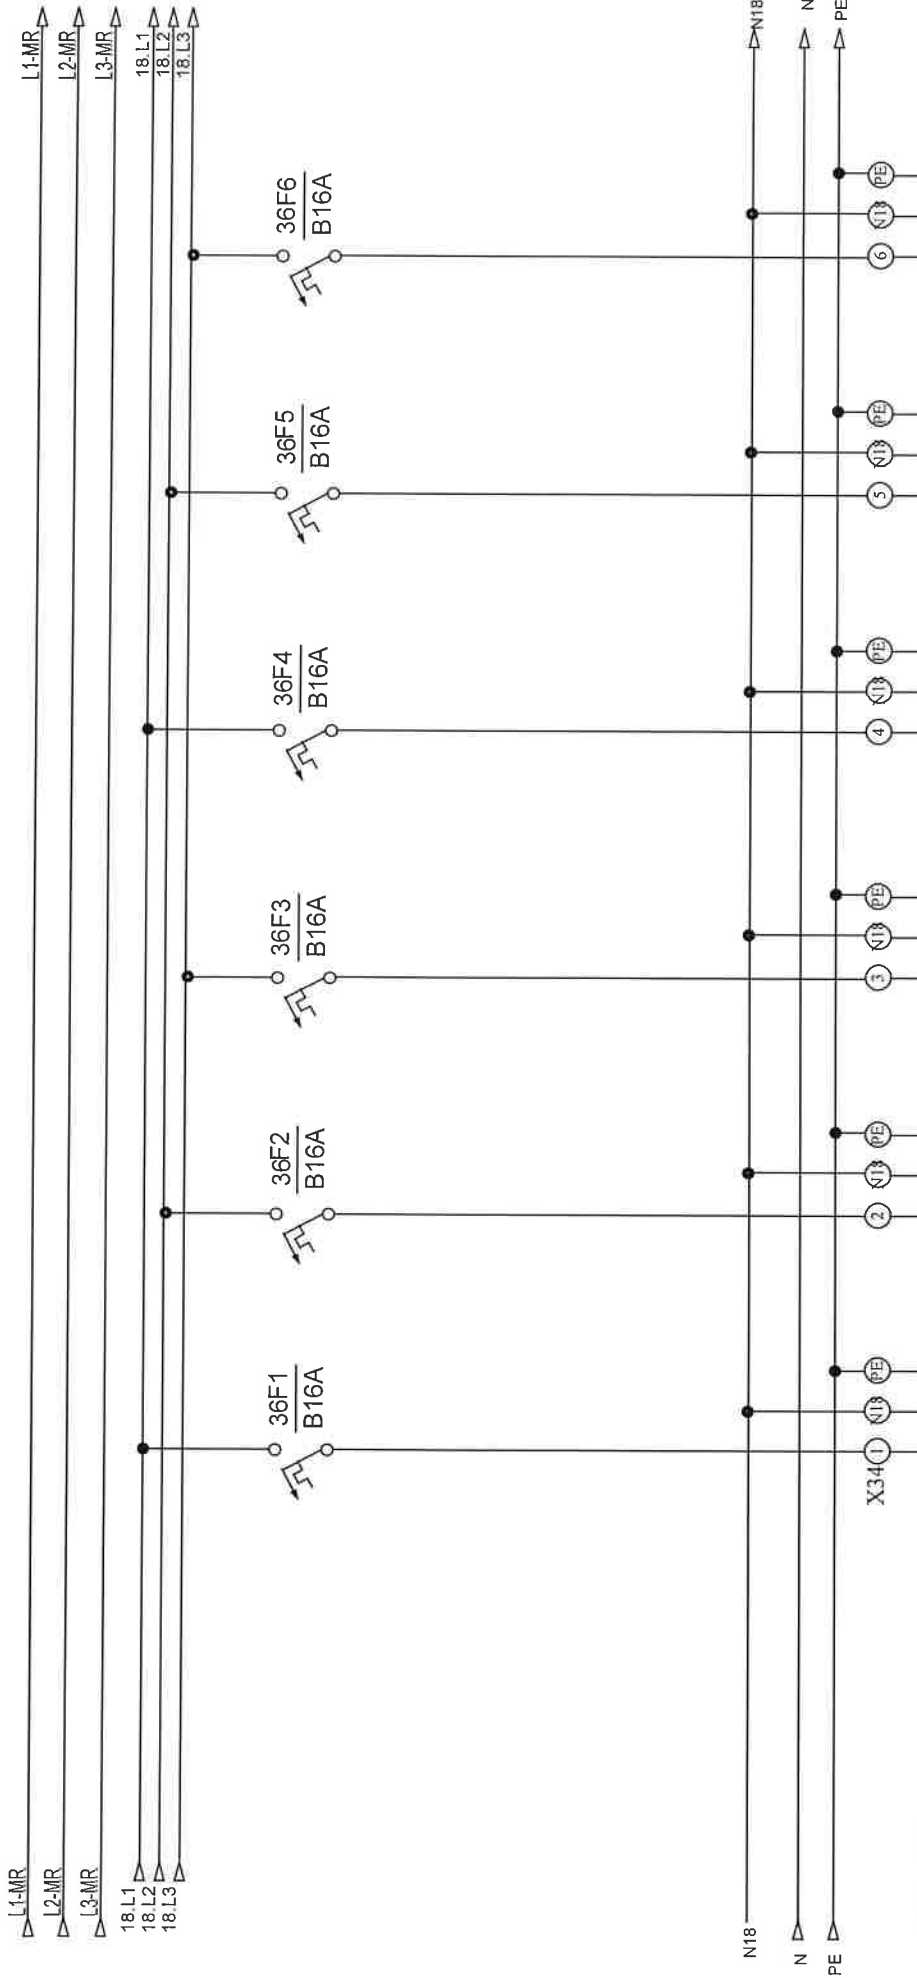 L1-MR
L1-MR
L2-MR
L2-MR
L3-MR
L3-MR
18.L1
18.L1
18.L2
18.L2
18.L3
18.L3
36F1
B16A
36F2
B16A
36F3
B16A
36F4
B16A
36F5
B16A
36F6
B16A
N18
N18
N
N
PE
PE
X34
1
N18
PE
2
N18
PE
3
N18
PE
4
N18
PE
5
N18
PE
6
N18
PE